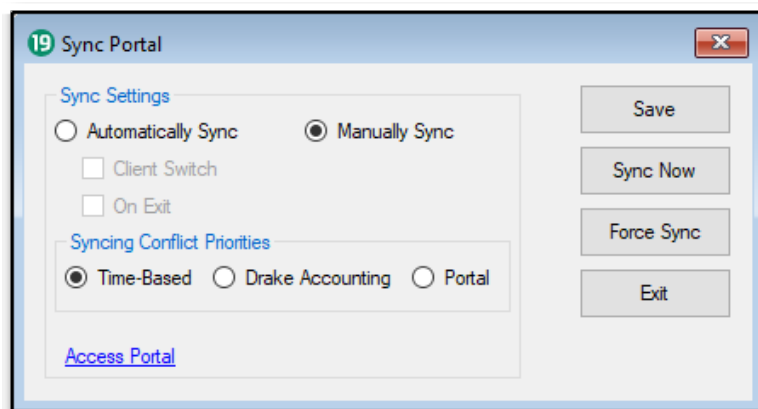 19 Sync Portal
Sync Settings
Automatically Sync Manually Sync
Client Switch
On Exit
Syncing Conflict Priorities
Time-Based Drake Accounting Portal
Access Portal
Save
Sync Now
Force Sync
Exit